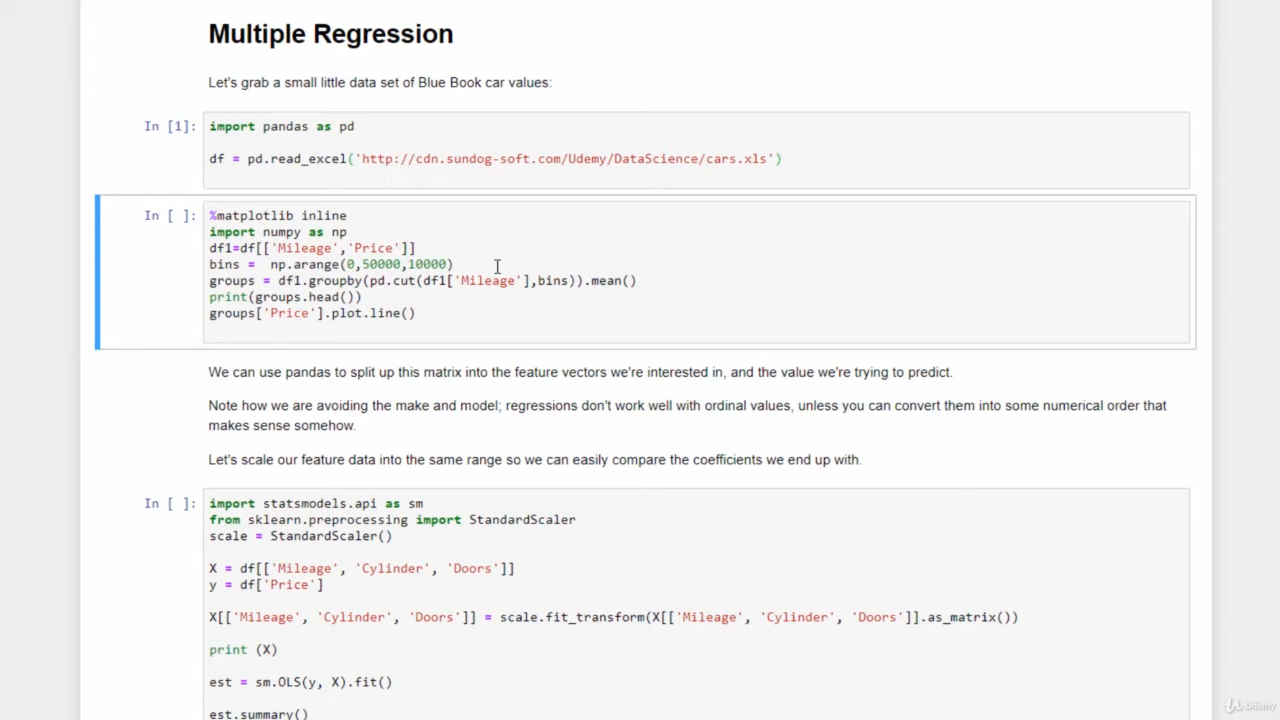 Multiple Regression
Let's grab a small little data set of Blue Book car values:
In [1]:
import pandas as pd
df = pd.read_excel('http://cdn.sundog-soft.com/Udemy/DataScience/cars.xls')
In [ ]:
%matplotlib inline
import numpy as np
df1=df[['Mileage','Price']]
bins =  np.arange(0,50000,10000)
groups = df1.groupby(pd.cut(df1['Mileage'],bins)).mean()
print(groups.head())
groups['Price'].plot.line()
We can use pandas to split up this matrix into the feature vectors we're interested in, and the value we're trying to predict.
Note how we are avoiding the make and model; regressions don't work well with ordinal values, unless you can convert them into some numerical order that
makes sense somehow.
Let's scale our feature data into the same range so we can easily compare the coefficients we end up with.
In [ ]:
import statsmodels.api as sm
from sklearn.preprocessing import StandardScaler
scale = StandardScaler()
X = df[['Mileage', 'Cylinder', 'Doors']]
y = df['Price']
X[['Mileage', 'Cylinder', 'Doors']] = scale.fit_transform(X[['Mileage', 'Cylinder', 'Doors']].as_matrix())
print (X)
est = sm.OLS(y, X).fit()
est.summary()
Udemy